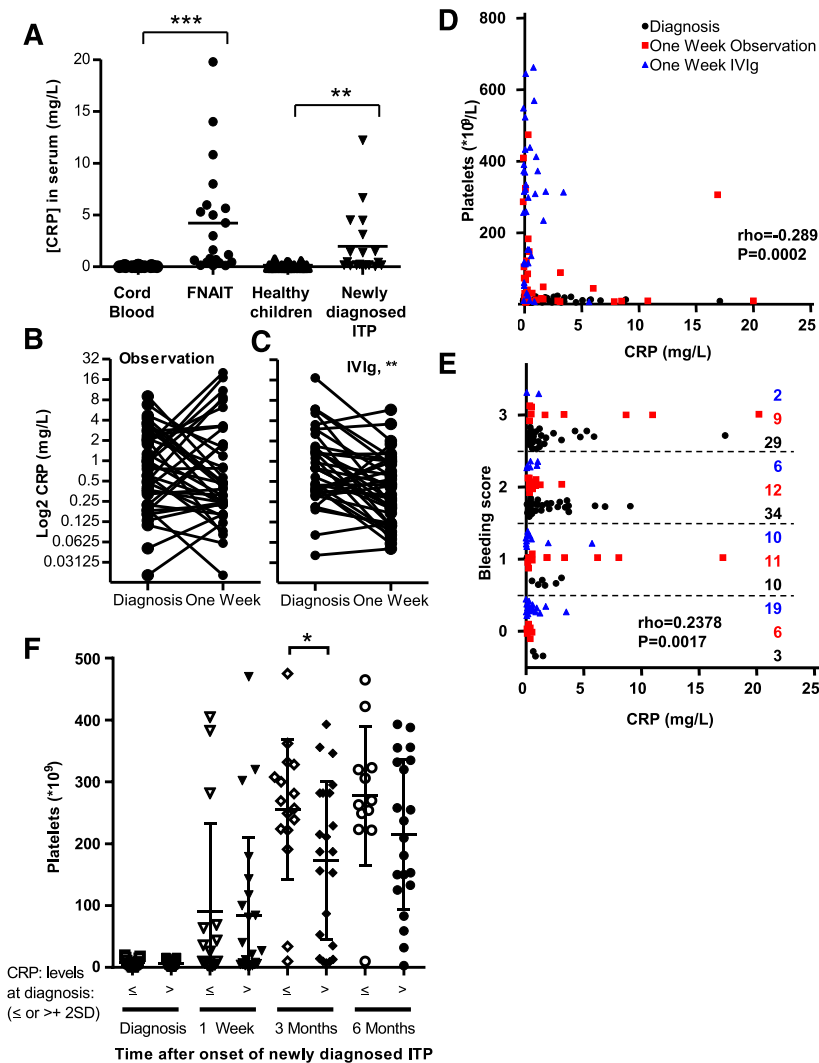 A
***
**
[CRP] in serum (mg/L)
20
15
10
5
0
Cord Blood
FNAIT
Healthy children
Newly diagnosed ITP
B
Observation
C
IVIg, **
Log2 CRP (mg/L)
32
16
8
4
2
1
0.5
0.25
0.125
0.0625
0.03125
Diagnosis
One Week
Diagnosis
One Week
D
Diagnosis
One Week Observation
One Week IVIg
Platelets (*10⁹/L)
800
600
400
200
rho=-0.289
P=0.0002
0
5
10
15
20
25
CRP (mg/L)
E
Bleeding score
3
2
1
0
2
9
29
6
12
34
10
11
10
19
6
3
rho=0.2378
P=0.0017
0
5
10
15
20
25
CRP (mg/L)
F
*
Platelets (*10⁹)
500
400
300
200
100
0
CRP: levels
at diagnosis:
(≤ or >+ 2SD)
≤ > ≤ > ≤ > ≤ >
Diagnosis
1 Week
3 Months
6 Months
Time after onset of newly diagnosed ITP